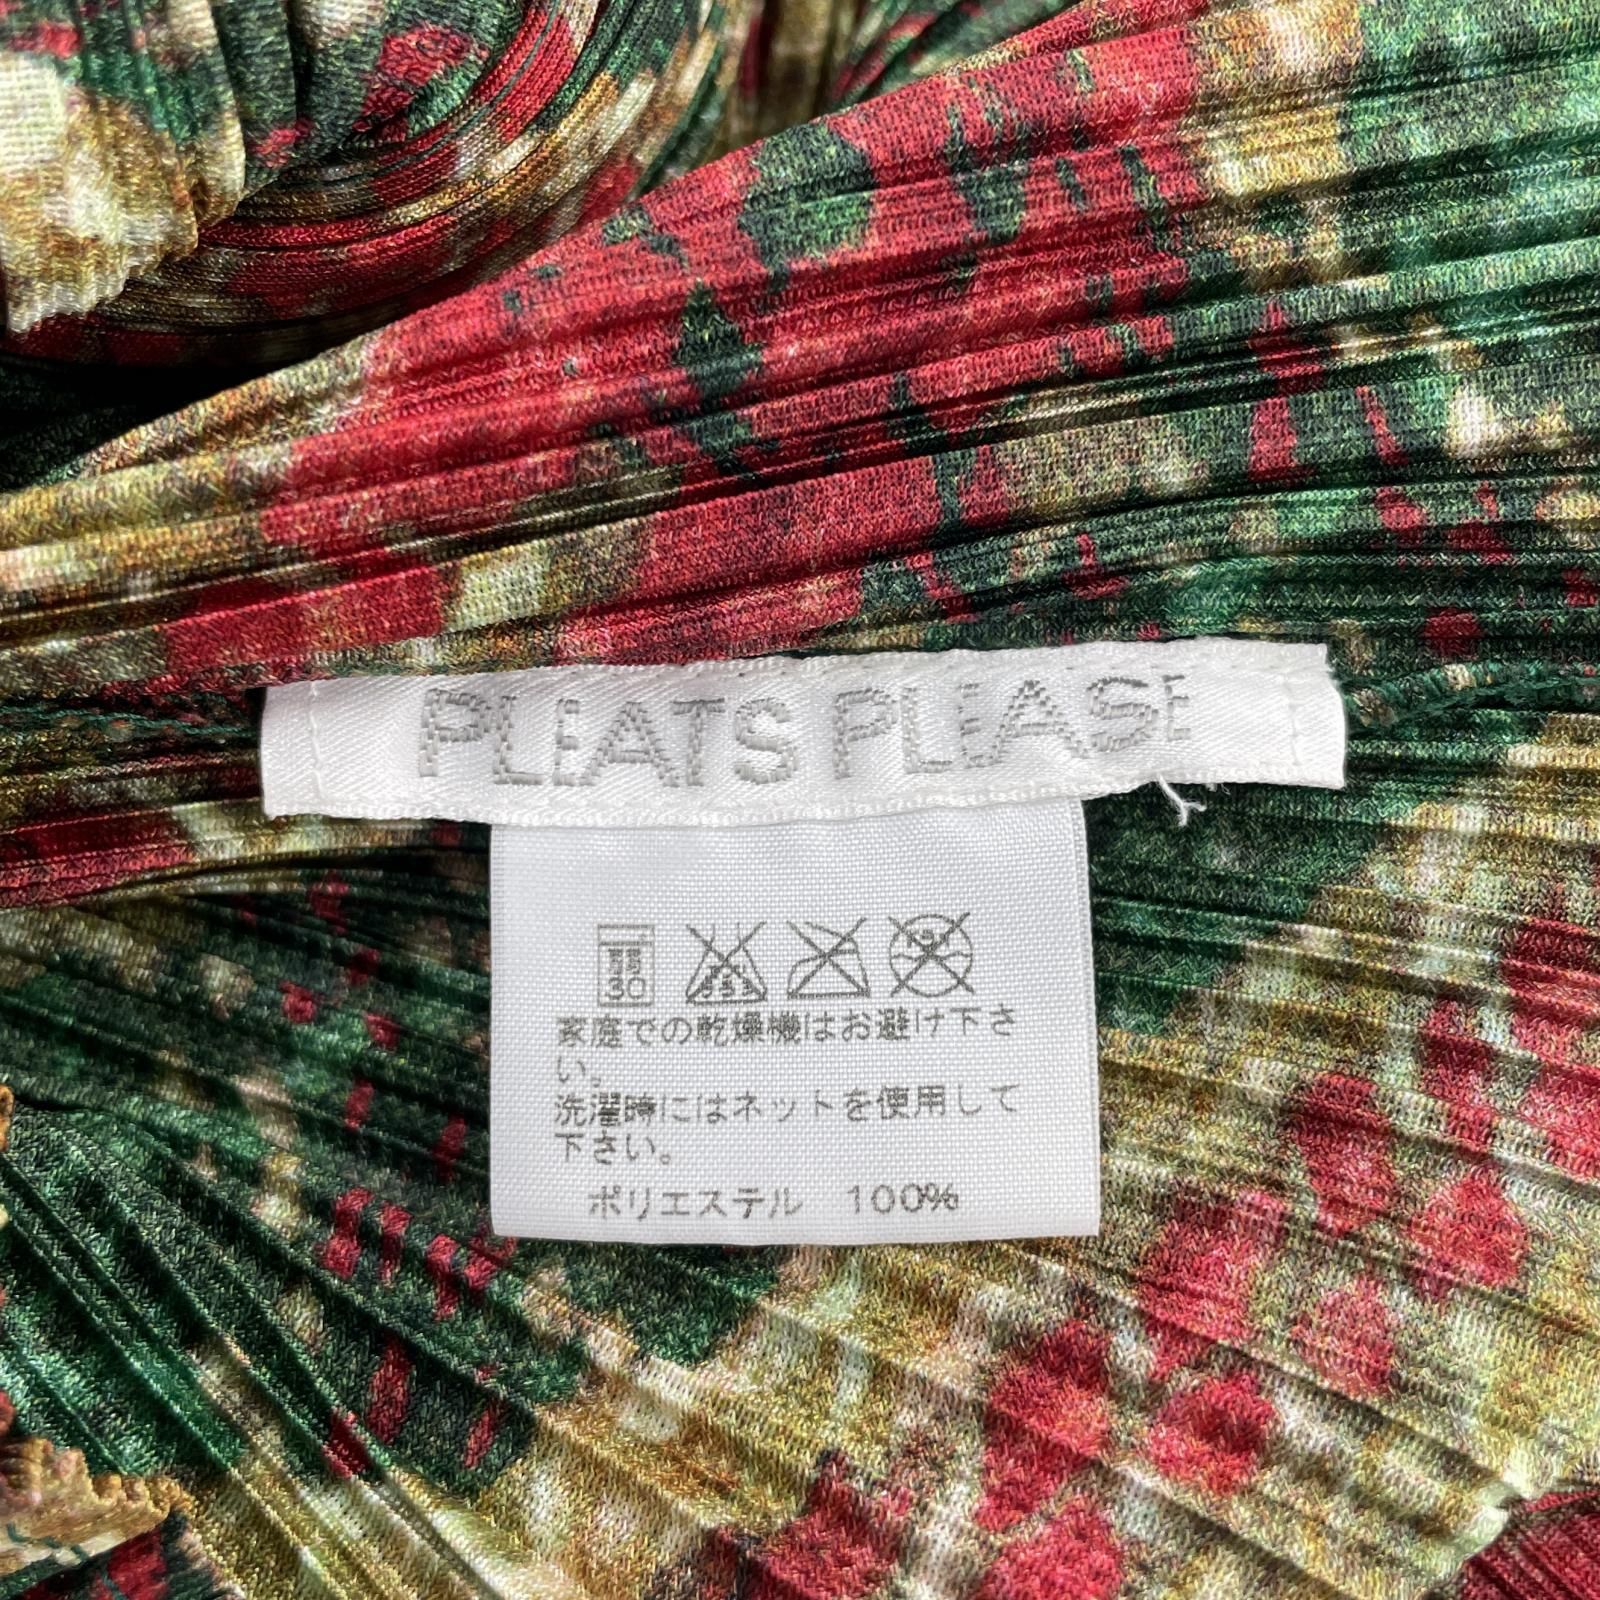 PLEATS PLEASE
30
家庭での乾燥機はお避け下さ
い。
洗濯時にはネットを使用して
下さい。
ポリエステル 100%